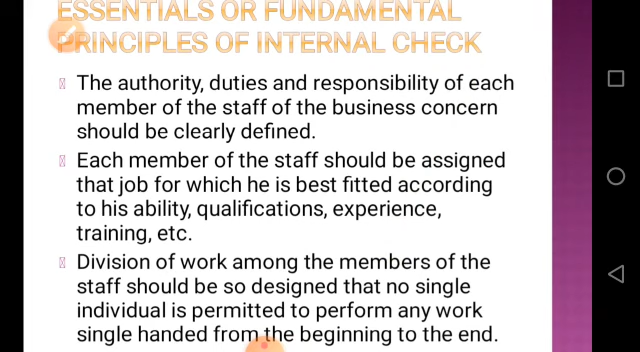 ESSENTIALS OR FUNDAMENTAL
PRINCIPLES OF INTERNAL CHECK
The authority, duties and responsibility of each
member of the staff of the business concern
should be clearly defined.
Each member of the staff should be assigned
that job for which he is best fitted according
to his ability, qualifications, experience,
training, etc.
Division of work among the members of the
staff should be so designed that no single
individual is permitted to perform any work
single handed from the beginning to the end.